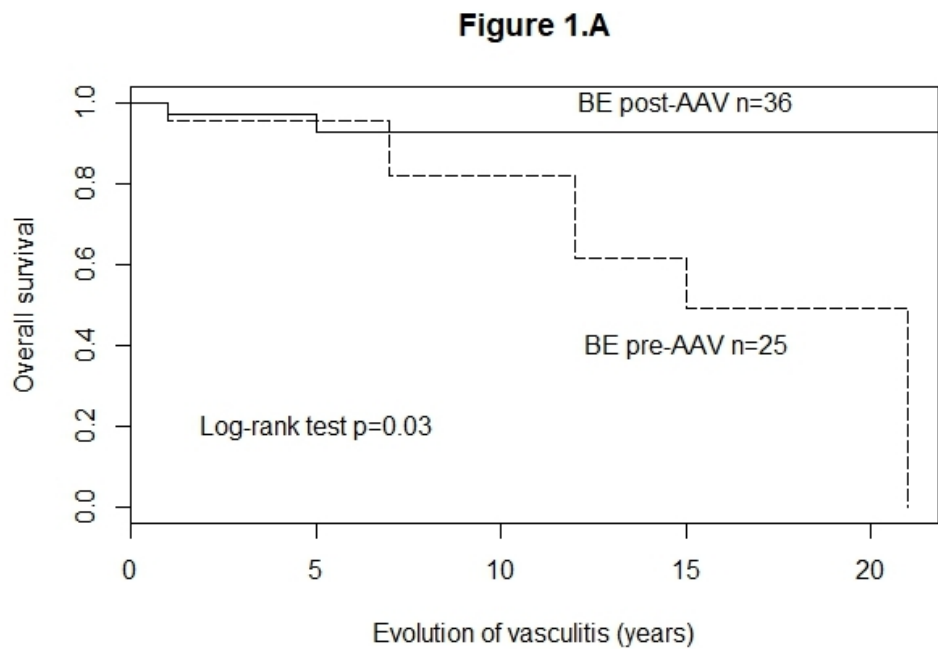 Figure 1.A
BE post-AAV n=36
BE pre-AAV n=25
Log-rank test p=0.03
Overall survival
1.0
0.8
0.6
0.4
0.2
0.0
0 5 10 15 20
Evolution of vasculitis (years)